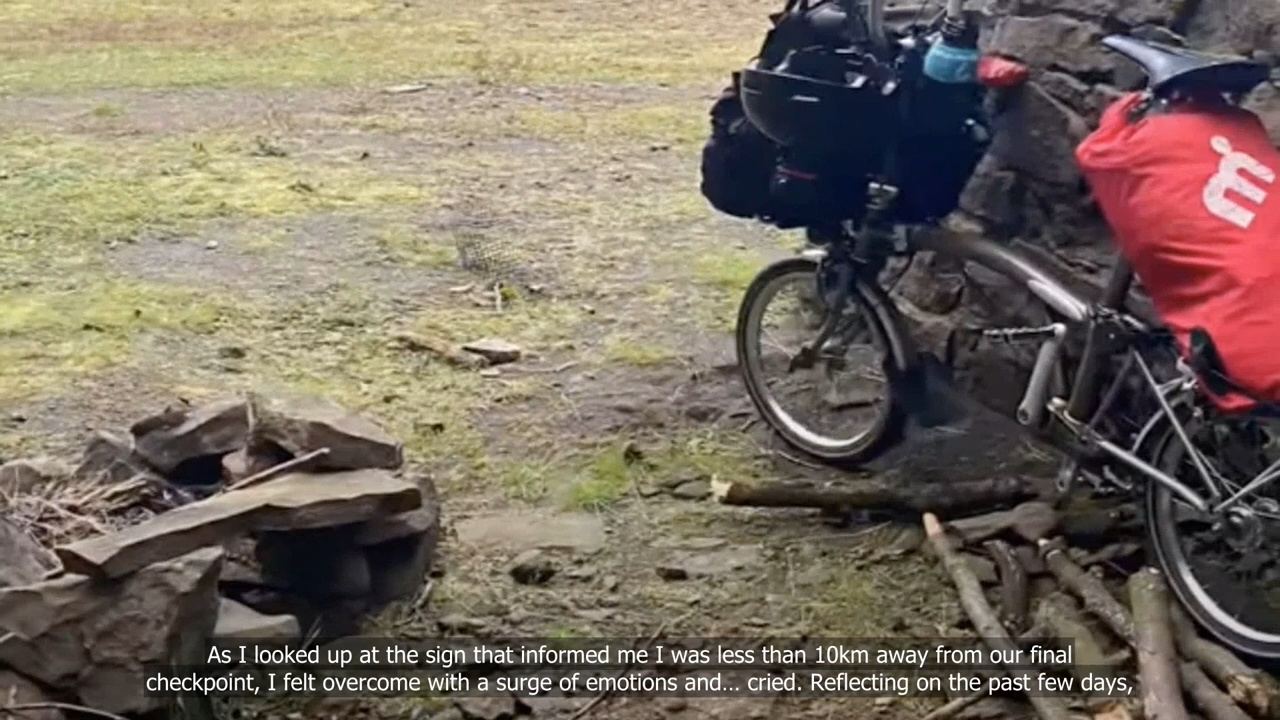 m
As I looked up at the sign that informed me I was less than 10km away from our final
checkpoint, I felt overcome with a surge of emotions and... cried. Reflecting on the past few days,